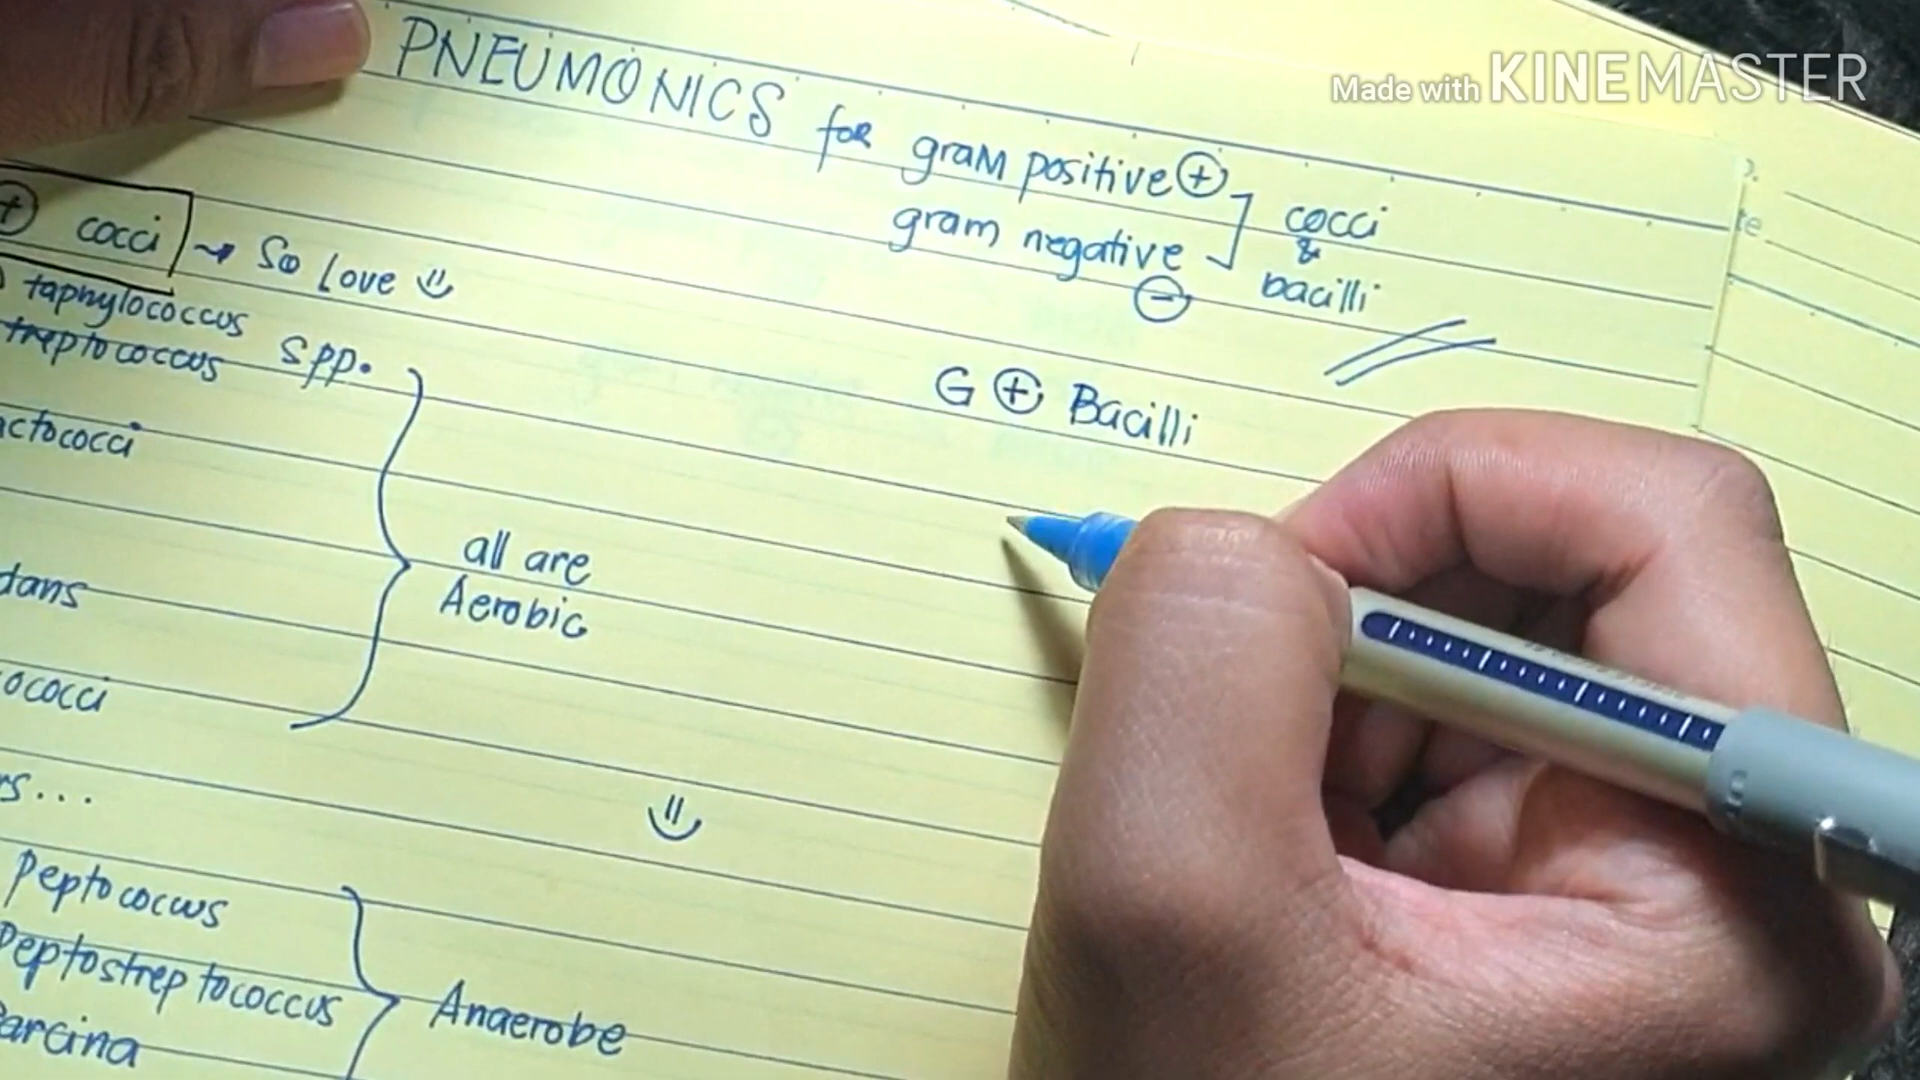 Made with KINEMASTER
PNEUMONICS for gram positive ⊕
gram negative ⊖
cocci
&
bacilli
⊕ cocci → So Love
taphylococcus
treptococcus spp.
actococci
dans
ococci
rs...
all are
Aerobic
G ⊕ Bacilli
Peptococcus
Peptostreptococcus
arcina
Anaerobe